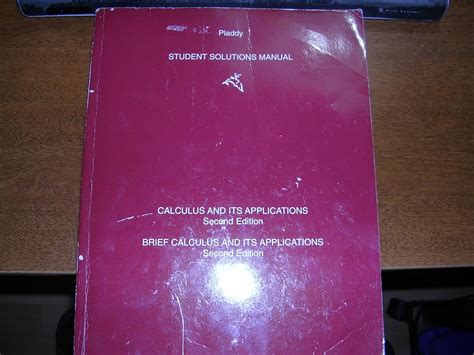 Pladdy
STUDENT SOLUTIONS MANUAL
CALCULUS AND ITS APPLICATIONS
Second Edition
BRIEF CALCULUS AND ITS APPLICATIONS
Second Edition